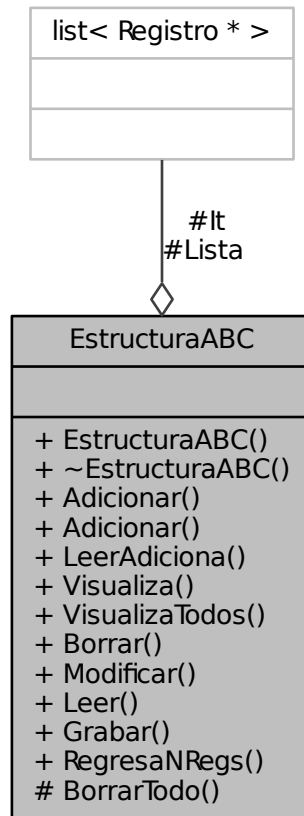 list< Registro * >
#It
#Lista
EstructuraABC
+ EstructuraABC()
+ ~EstructuraABC()
+ Adicionar()
+ Adicionar()
+ LeerAdiciona()
+ Visualiza()
+ VisualizaTodos()
+ Borrar()
+ Modificar()
+ Leer()
+ Grabar()
+ RegresaNRegs()
# BorrarTodo()